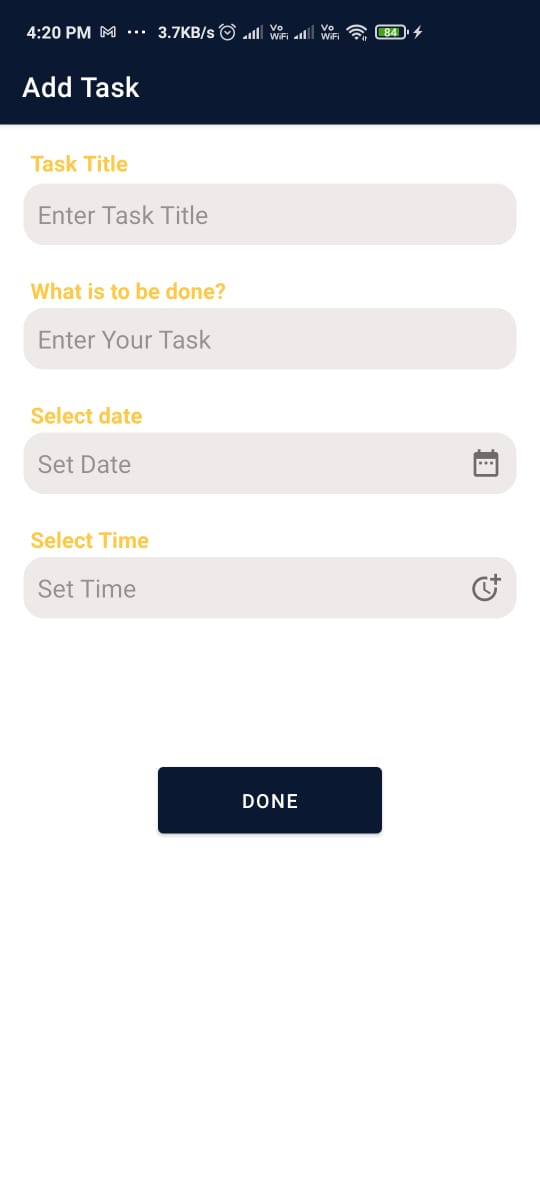 4:20 PM 3.7KB/s Vo WiFi Vo WiFi 84
Add Task
Task Title
Enter Task Title
What is to be done?
Enter Your Task
Select date
Set Date
Select Time
Set Time
DONE